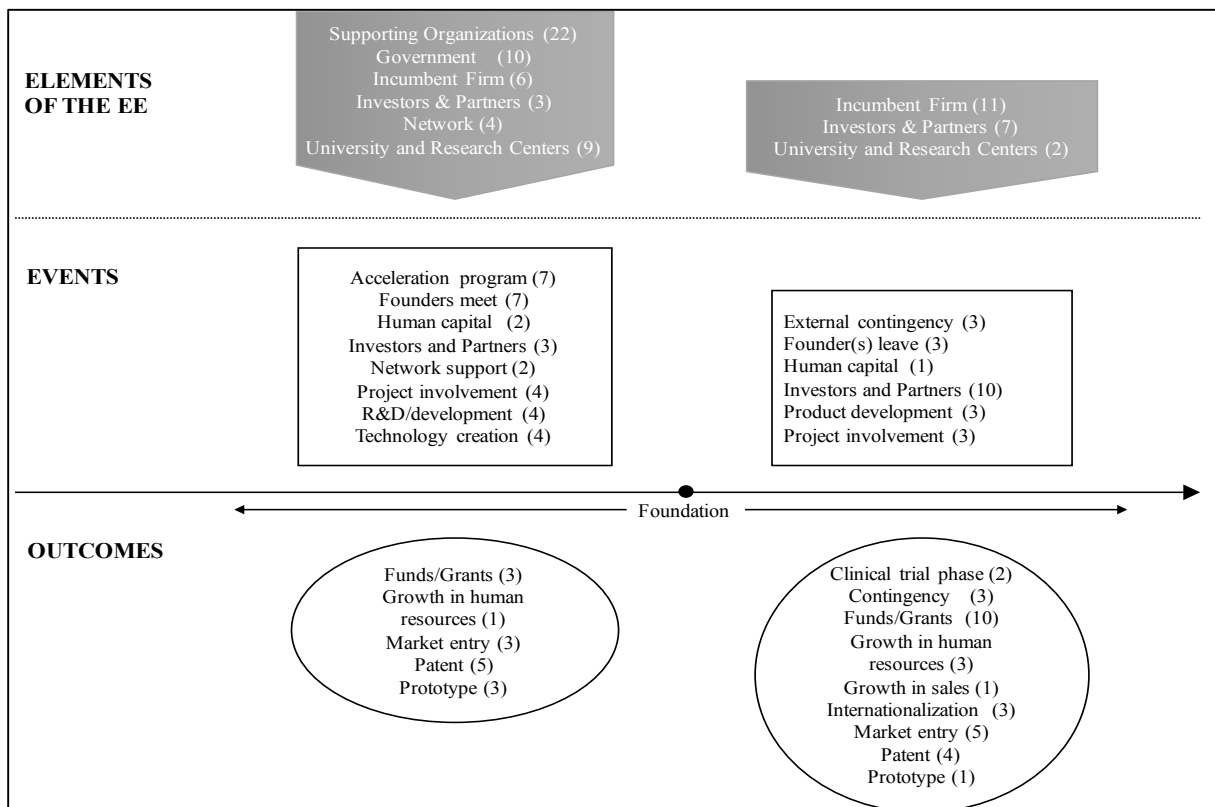 ELEMENTS
OF THE EE
Supporting Organizations (22)
Government (10)
Incumbent Firm (6)
Investors & Partners (3)
Network (4)
University and Research Centers (9)
Incumbent Firm (11)
Investors & Partners (7)
University and Research Centers (2)
EVENTS
Acceleration program (7)
Founders meet (7)
Human capital (2)
Investors and Partners (3)
Network support (2)
Project involvement (4)
R&D/development (4)
Technology creation (4)
External contingency (3)
Founder(s) leave (3)
Human capital (1)
Investors and Partners (10)
Product development (3)
Project involvement (3)
Foundation
OUTCOMES
Funds/Grants (3)
Growth in human
resources (1)
Market entry (3)
Patent (5)
Prototype (3)
Clinical trial phase (2)
Contingency (3)
Funds/Grants (10)
Growth in human
resources (3)
Growth in sales (1)
Internationalization (3)
Market entry (5)
Patent (4)
Prototype (1)